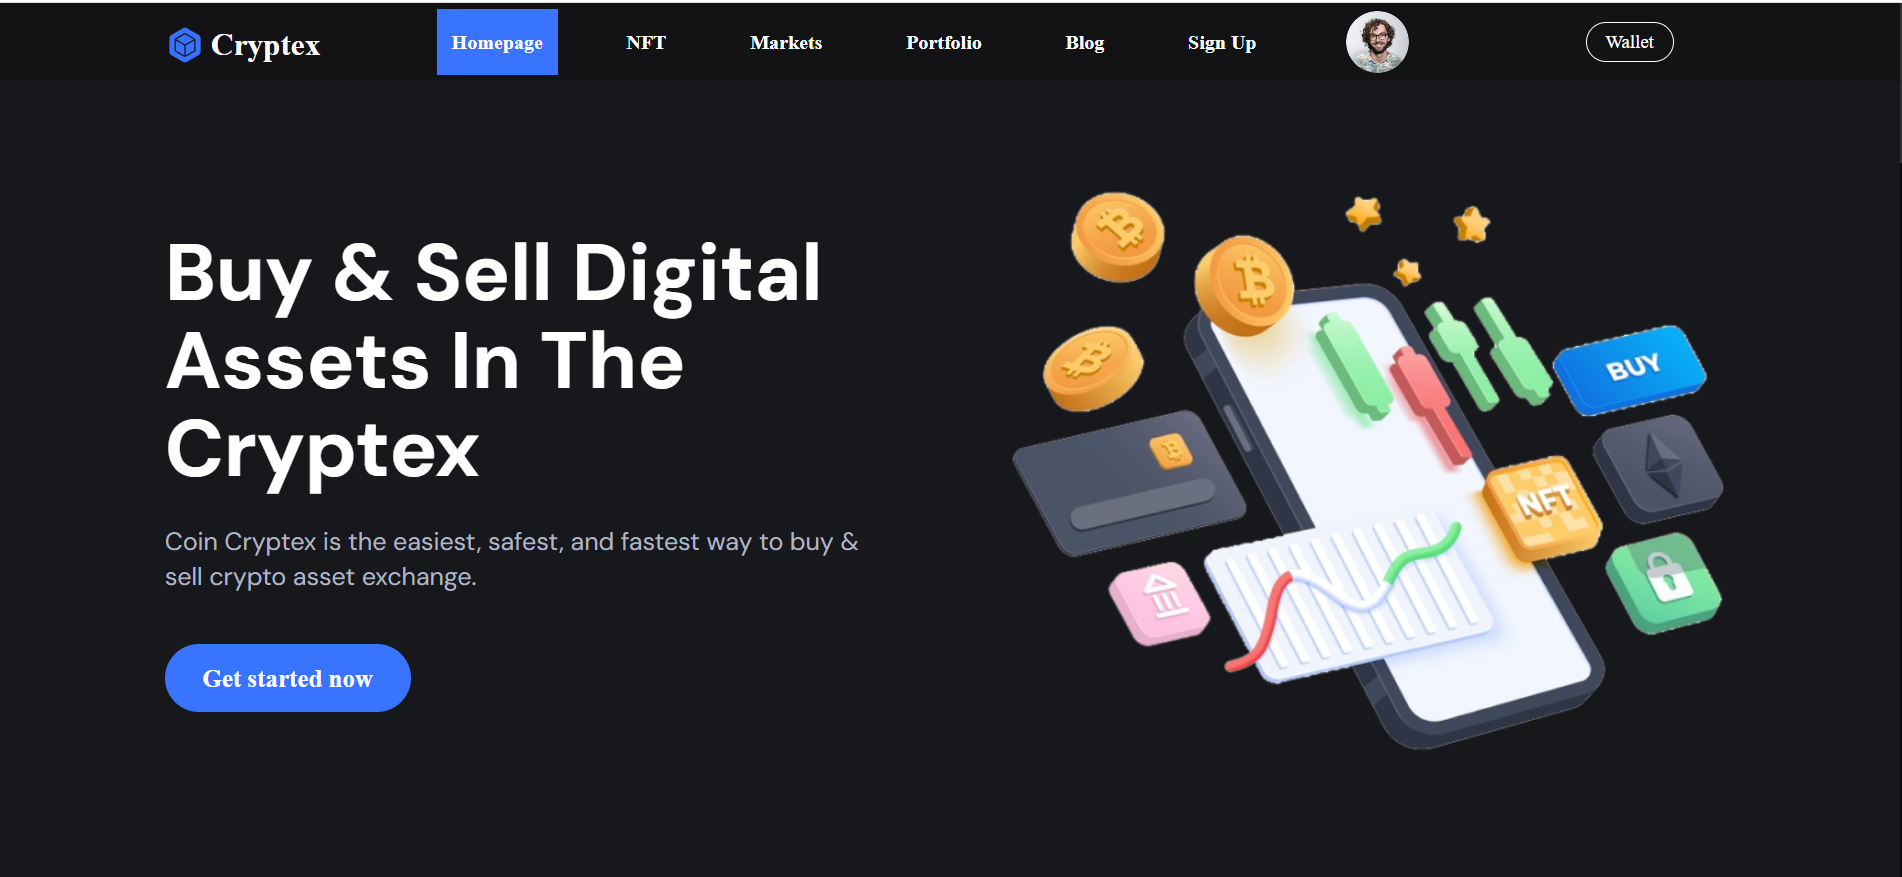 Cryptex
Homepage
NFT
Markets
Portfolio
Blog
Sign Up
Wallet
Buy & Sell Digital
Assets In The
Cryptex
Coin Cryptex is the easiest, safest, and fastest way to buy &
sell crypto asset exchange.
Get started now
BUY
NFT